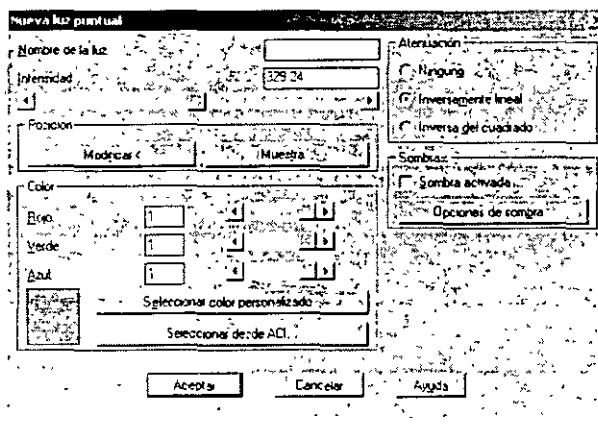 Nueva luz puntual
Nombre de la luz
Intensidad
329.24
Posición
Modificar <
Muestra
Color
Rojo
1
Verde
1
Azul
1
Seleccionar color personalizado
Seleccionar desde ACI.
Atenuación
Ninguna
Inversamente lineal
Inversa del cuadrado
Sombras
Sombra activada
Opciones de sombra
Aceptar
Cancelar
Ayuda